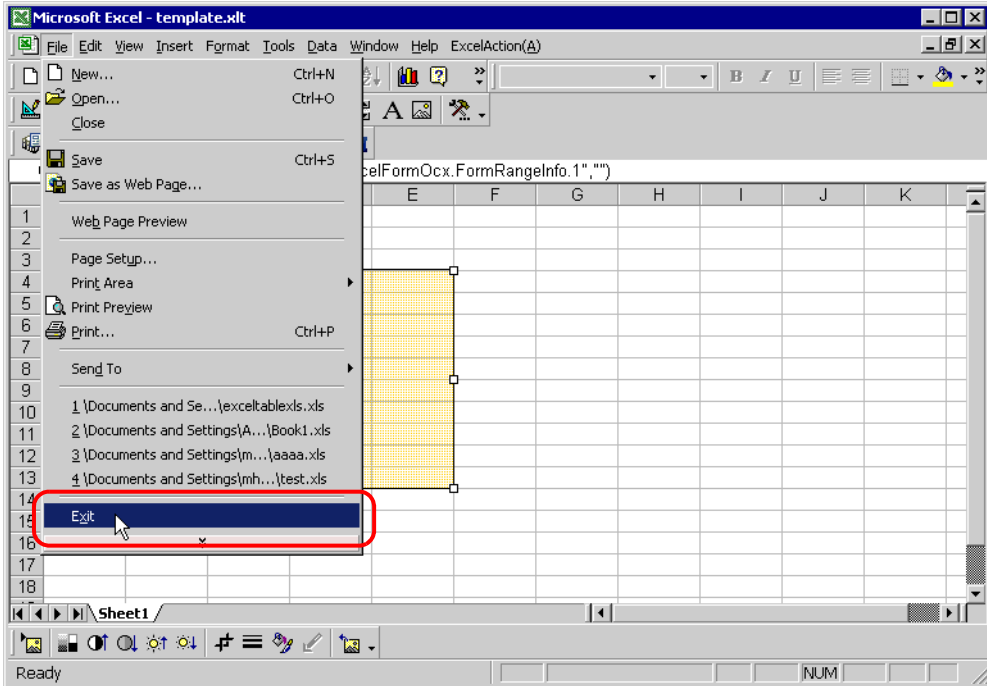 Microsoft Excel - template.xlt
File Edit View Insert Format Tools Data Window Help ExcelAction(A)
New... Ctrl+N
Open... Ctrl+O
Close
Save Ctrl+S
Save as Web Page...
Web Page Preview
Page Setup...
Print Area
Print Preview
Print... Ctrl+P
Send To
1 \Documents and Se...\exceltablexls.xls
2 \Documents and Settings\A...\Book1.xls
3 \Documents and Settings\m...\aaaa.xls
4 \Documents and Settings\mh...\test.xls
Exit
B I U
A
celFormOcx.FormRangeInfo.1","")
E F G H I J K
1
2
3
4
5
6
7
8
9
10
11
12
13
14
15
16
17
18
Sheet1
Ready NUM